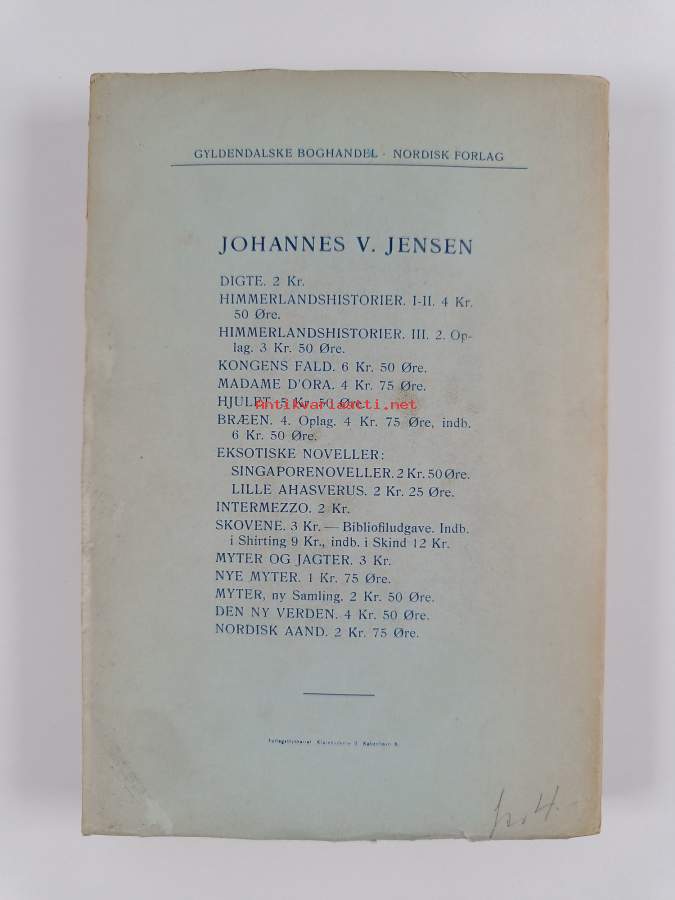 GYLDENDALSKE BOGHANDEL - NORDISK FORLAG
JOHANNES V. JENSEN
DIGTE. 2 Kr.
HIMMERLANDSHISTORIER. I-II. 4 Kr.
50 Øre.
HIMMERLANDSHISTORIER. III. 2. Op-
lag. 3 Kr. 50 Øre.
KONGENS FALD. 6 Kr. 50 Øre.
MADAME D'ORA. 4 Kr. 75 Øre.
HJULET. 5 Kr. 50 Øre.
Antikvariaatti.net
BRÆEN. 4. Oplag. 4 Kr. 75 Øre, indb.
6 Kr. 50 Øre.
EKSOTISKE NOVELLER:
SINGAPORENOVELLER. 2 Kr. 50 Øre.
LILLE AHASVERUS. 2 Kr. 25 Øre.
INTERMEZZO. 2 Kr.
SKOVENE. 3 Kr. — Bibliofiludgave. Indb.
i Shirting 9 Kr., indb. i Skind 12 Kr.
MYTER OG JAGTER. 3 Kr.
NYE MYTER. 1 Kr. 75 Øre.
MYTER, ny Samling. 2 Kr. 50 Øre.
DEN NY VERDEN. 4 Kr. 50 Øre.
NORDISK AAND. 2 Kr. 75 Øre.